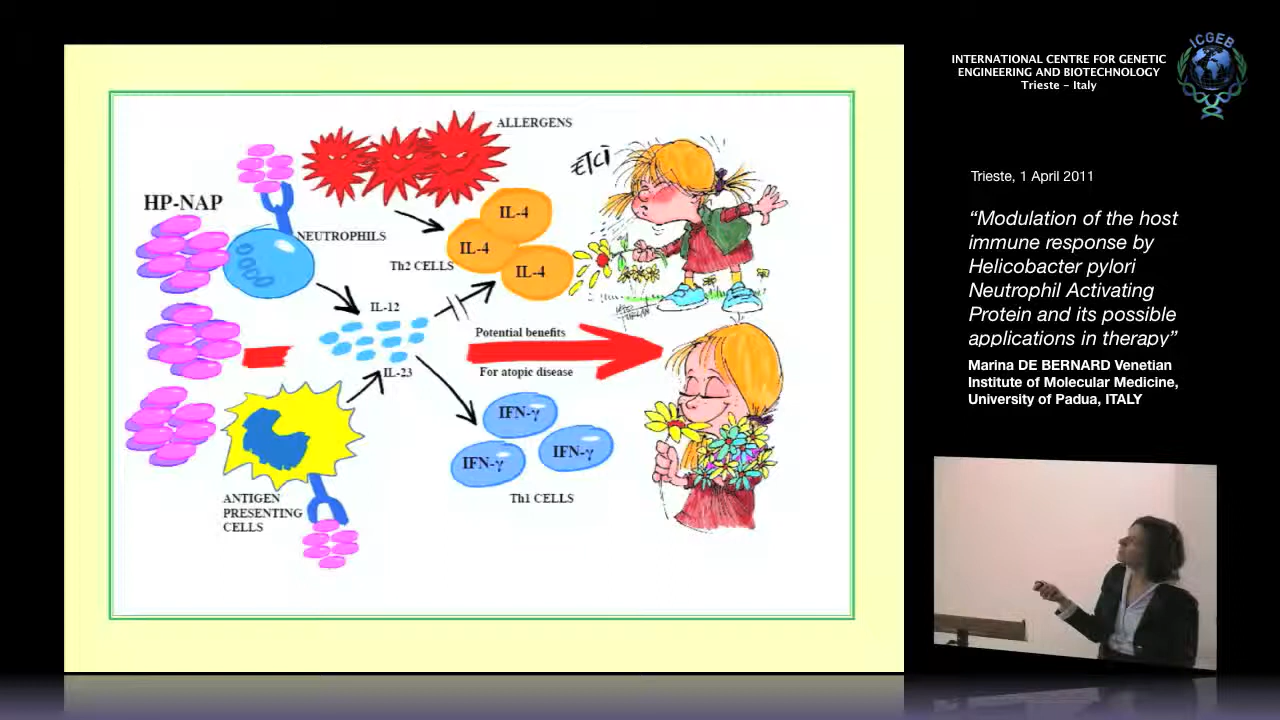 ALLERGENS
ETCI
HP-NAP
IL-4
NEUTROPHILS
IL-4
Th2 CELLS
IL-4
IL-12
Potential benefits
IL-23
For atopic disease
IFN-γ
IFN-γ
IFN-γ
ANTIGEN
PRESENTING
CELLS
Th1 CELLS
INTERNATIONAL CENTRE FOR GENETIC
ENGINEERING AND BIOTECHNOLOGY
Trieste - Italy
ICGEB
Trieste, 1 April 2011
“Modulation of the host
immune response by
Helicobacter pylori
Neutrophil Activating
Protein and its possible
applications in therapy”
Marina DE BERNARD Venetian
Institute of Molecular Medicine,
University of Padua, ITALY